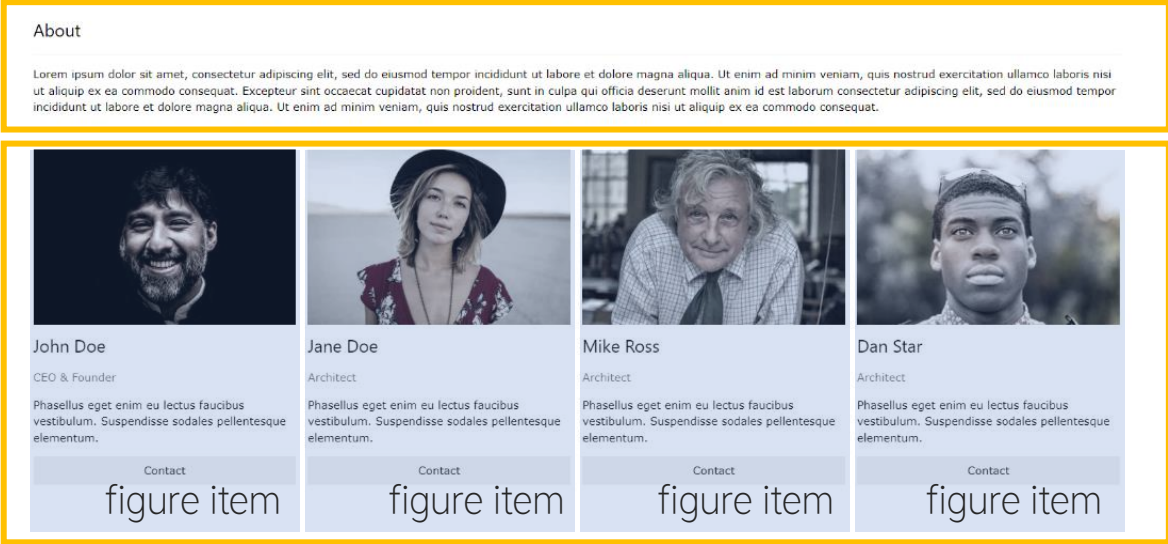 About
Lorem ipsum dolor sit amet, consectetur adipiscing elit, sed do eiusmod tempor incididunt ut labore et dolore magna aliqua. Ut enim ad minim veniam, quis nostrud exercitation ullamco laboris nisi
ut aliquip ex ea commodo consequat. Excepteur sint occaecat cupidatat non proident, sunt in culpa qui officia deserunt mollit anim id est laborum consectetur adipiscing elit, sed do eiusmod tempor
incididunt ut labore et dolore magna aliqua. Ut enim ad minim veniam, quis nostrud exercitation ullamco laboris nisi ut aliquip ex ea commodo consequat.
John Doe
CEO & Founder
Phasellus eget enim eu lectus faucibus
vestibulum. Suspendisse sodales pellentesque
elementum.
Contact
figure item
Jane Doe
Architect
Phasellus eget enim eu lectus faucibus
vestibulum. Suspendisse sodales pellentesque
elementum.
Contact
figure item
Mike Ross
Architect
Phasellus eget enim eu lectus faucibus
vestibulum. Suspendisse sodales pellentesque
elementum.
Contact
figure item
Dan Star
Architect
Phasellus eget enim eu lectus faucibus
vestibulum. Suspendisse sodales pellentesque
elementum.
Contact
figure item